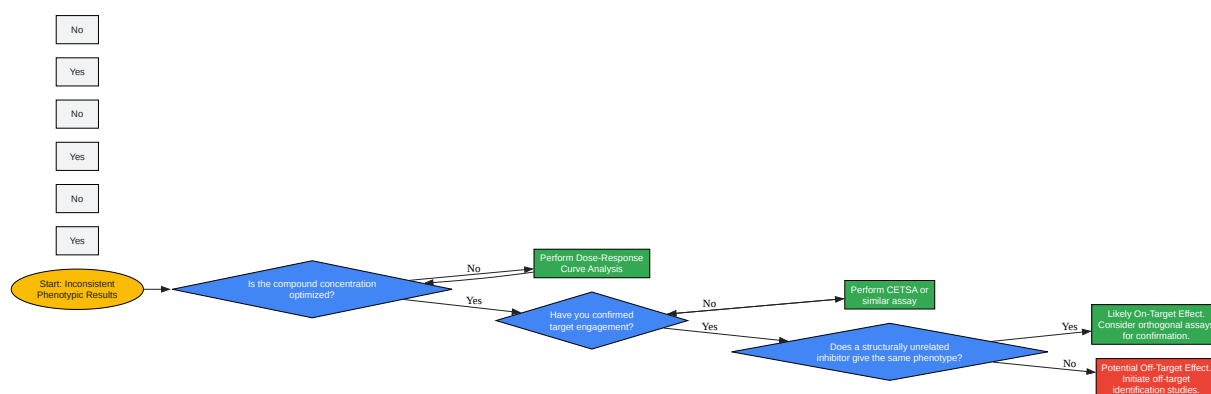 No
Yes
No
Yes
No
Yes
Start: Inconsistent
Phenotypic Results
Is the compound concentration
optimized?
No
Perform Dose-Response
Curve Analysis
Yes
Have you confirmed
target engagement?
No
Perform CETSA or
similar assay
Yes
Does a structurally unrelated
inhibitor give the same phenotype?
Yes
Likely On-Target Effect.
Consider orthogonal assays
for confirmation.
No
Potential Off-Target Effect.
Initiate off-target
identification studies.